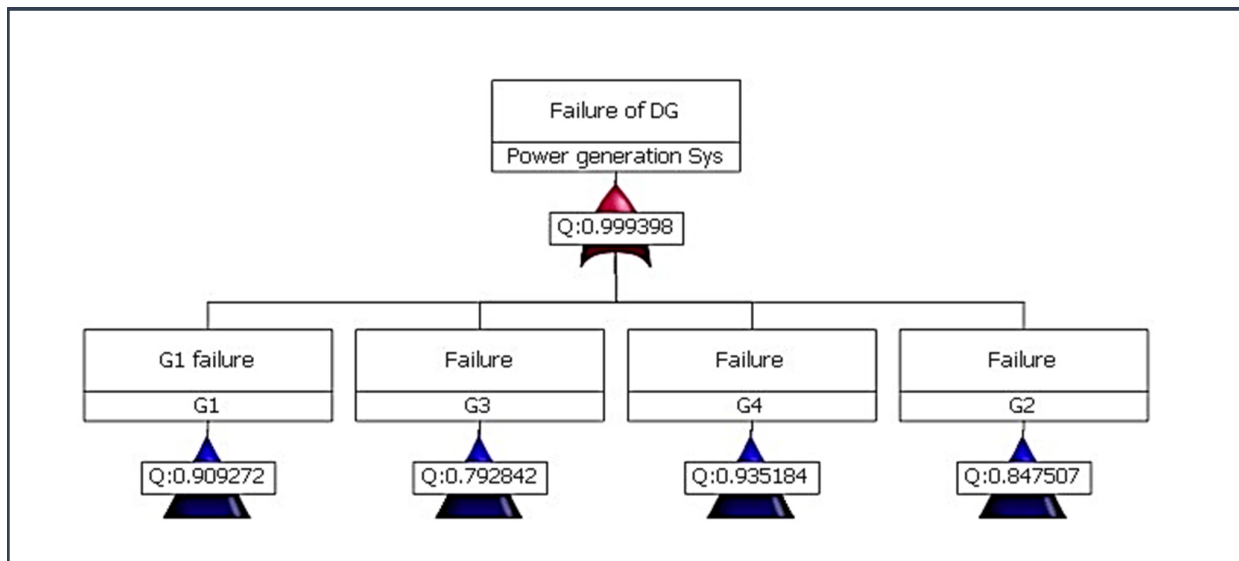 Failure of DG
Power generation Sys
Q:0.999398
G1 failure
G1
Q:0.909272
Failure
G3
Q:0.792842
Failure
G4
Q:0.935184
Failure
G2
Q:0.847507